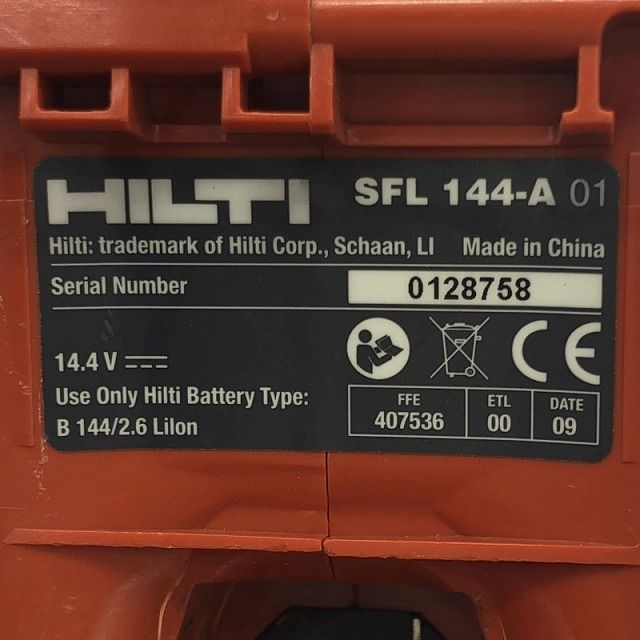 HILTI SFL 144-A 01
Hilti: trademark of Hilti Corp., Schaan, LI Made in China
Serial Number 0128758
CE
14.4 V
Use Only Hilti Battery Type:
B 144/2.6 LiIon
FFE ETL DATE
407536 00 09